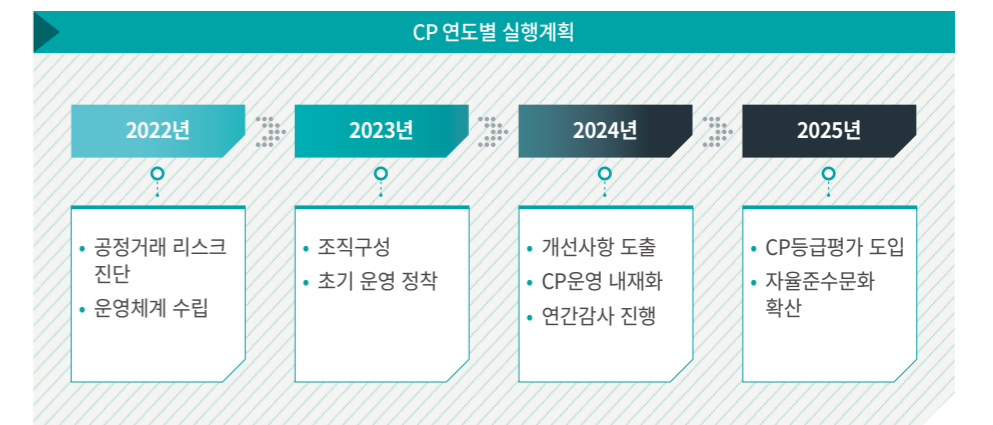 CP 연도별 실행계획
2022년
2023년
2024년
2025년
• 공정거래 리스크
진단
• 운영체계 수립
• 조직구성
• 초기 운영 정착
• 개선사항 도출
• CP운영 내재화
• 연간감사 진행
• CP등급평가 도입
• 자율준수문화
확산